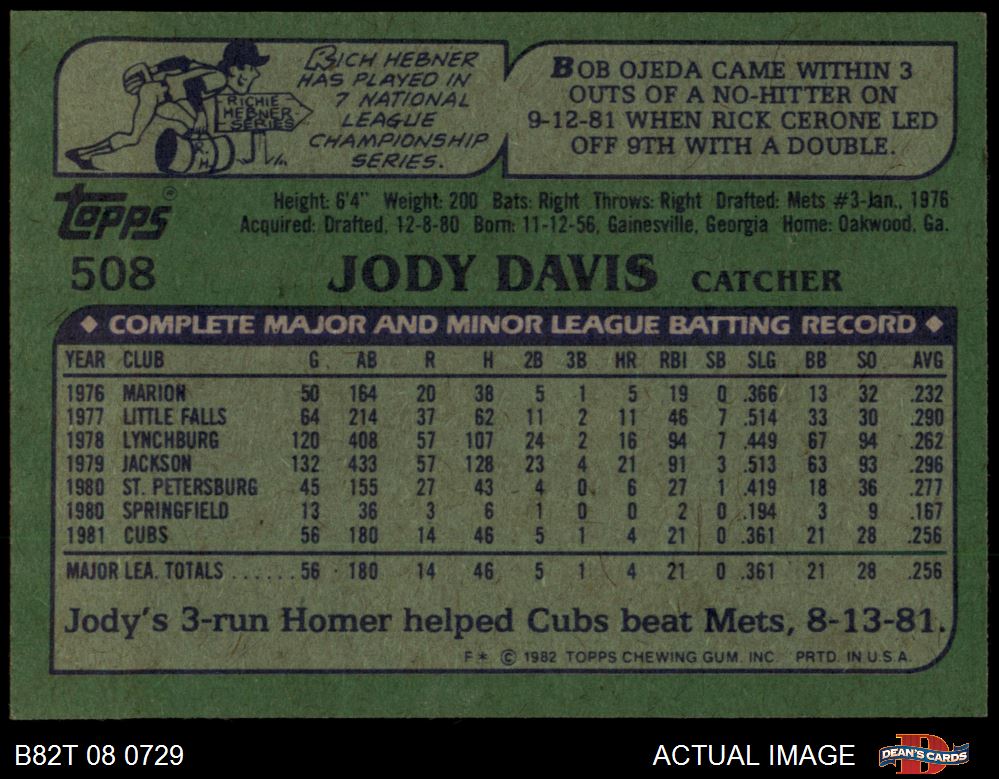 RICH HEBNER
HAS PLAYED IN
7 NATIONAL
LEAGUE
CHAMPIONSHIP
SERIES.
RICHIE
HEBNER
SERIES
R.H.
BOB OJEDA CAME WITHIN 3
OUTS OF A NO-HITTER ON
9-12-81 WHEN RICK CERONE LED
OFF 9TH WITH A DOUBLE.
Topps®
Height: 6'4" Weight: 200 Bats: Right Throws: Right Drafted: Mets #3-Jan., 1976
Acquired: Drafted, 12-8-80 Born: 11-12-56, Gainesville, Georgia Home: Oakwood, Ga.
508 JODY DAVIS CATCHER
◆ COMPLETE MAJOR AND MINOR LEAGUE BATTING RECORD ◆
YEAR CLUB G AB R H 2B 3B HR RBI SB SLG BB SO AVG
1976 MARION 50 164 20 38 5 1 5 19 0 .366 13 32 .232
1977 LITTLE FALLS 64 214 37 62 11 2 11 46 7 .514 33 30 .290
1978 LYNCHBURG 120 408 57 107 24 2 16 94 7 .449 67 94 .262
1979 JACKSON 132 433 57 128 23 4 21 91 3 .513 63 93 .296
1980 ST. PETERSBURG 45 155 27 43 4 0 6 27 1 .419 18 36 .277
1980 SPRINGFIELD 13 36 3 6 1 0 0 2 0 .194 3 9 .167
1981 CUBS 56 180 14 46 5 1 4 21 0 .361 21 28 .256
MAJOR LEA. TOTALS ...... 56 180 14 46 5 1 4 21 0 .361 21 28 .256
Jody's 3-run Homer helped Cubs beat Mets, 8-13-81.
F* © 1982 TOPPS CHEWING GUM, INC. PRTD. IN U.S.A.
B82T 08 0729 ACTUAL IMAGE DEAN'S CARDS